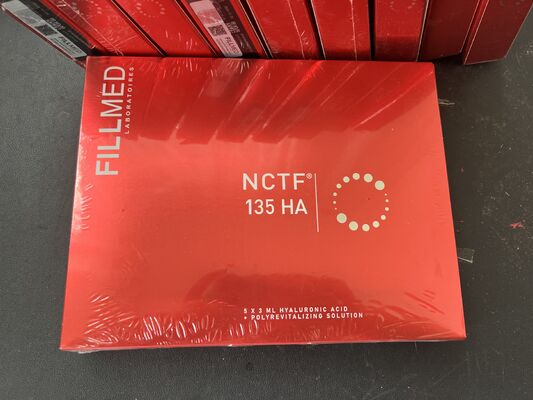 FILLMED
LABORATOIRES
NCTF®
135 HA
5 X 3 ML HYALURONIC ACID
+ POLYREVITALIZING SOLUTION